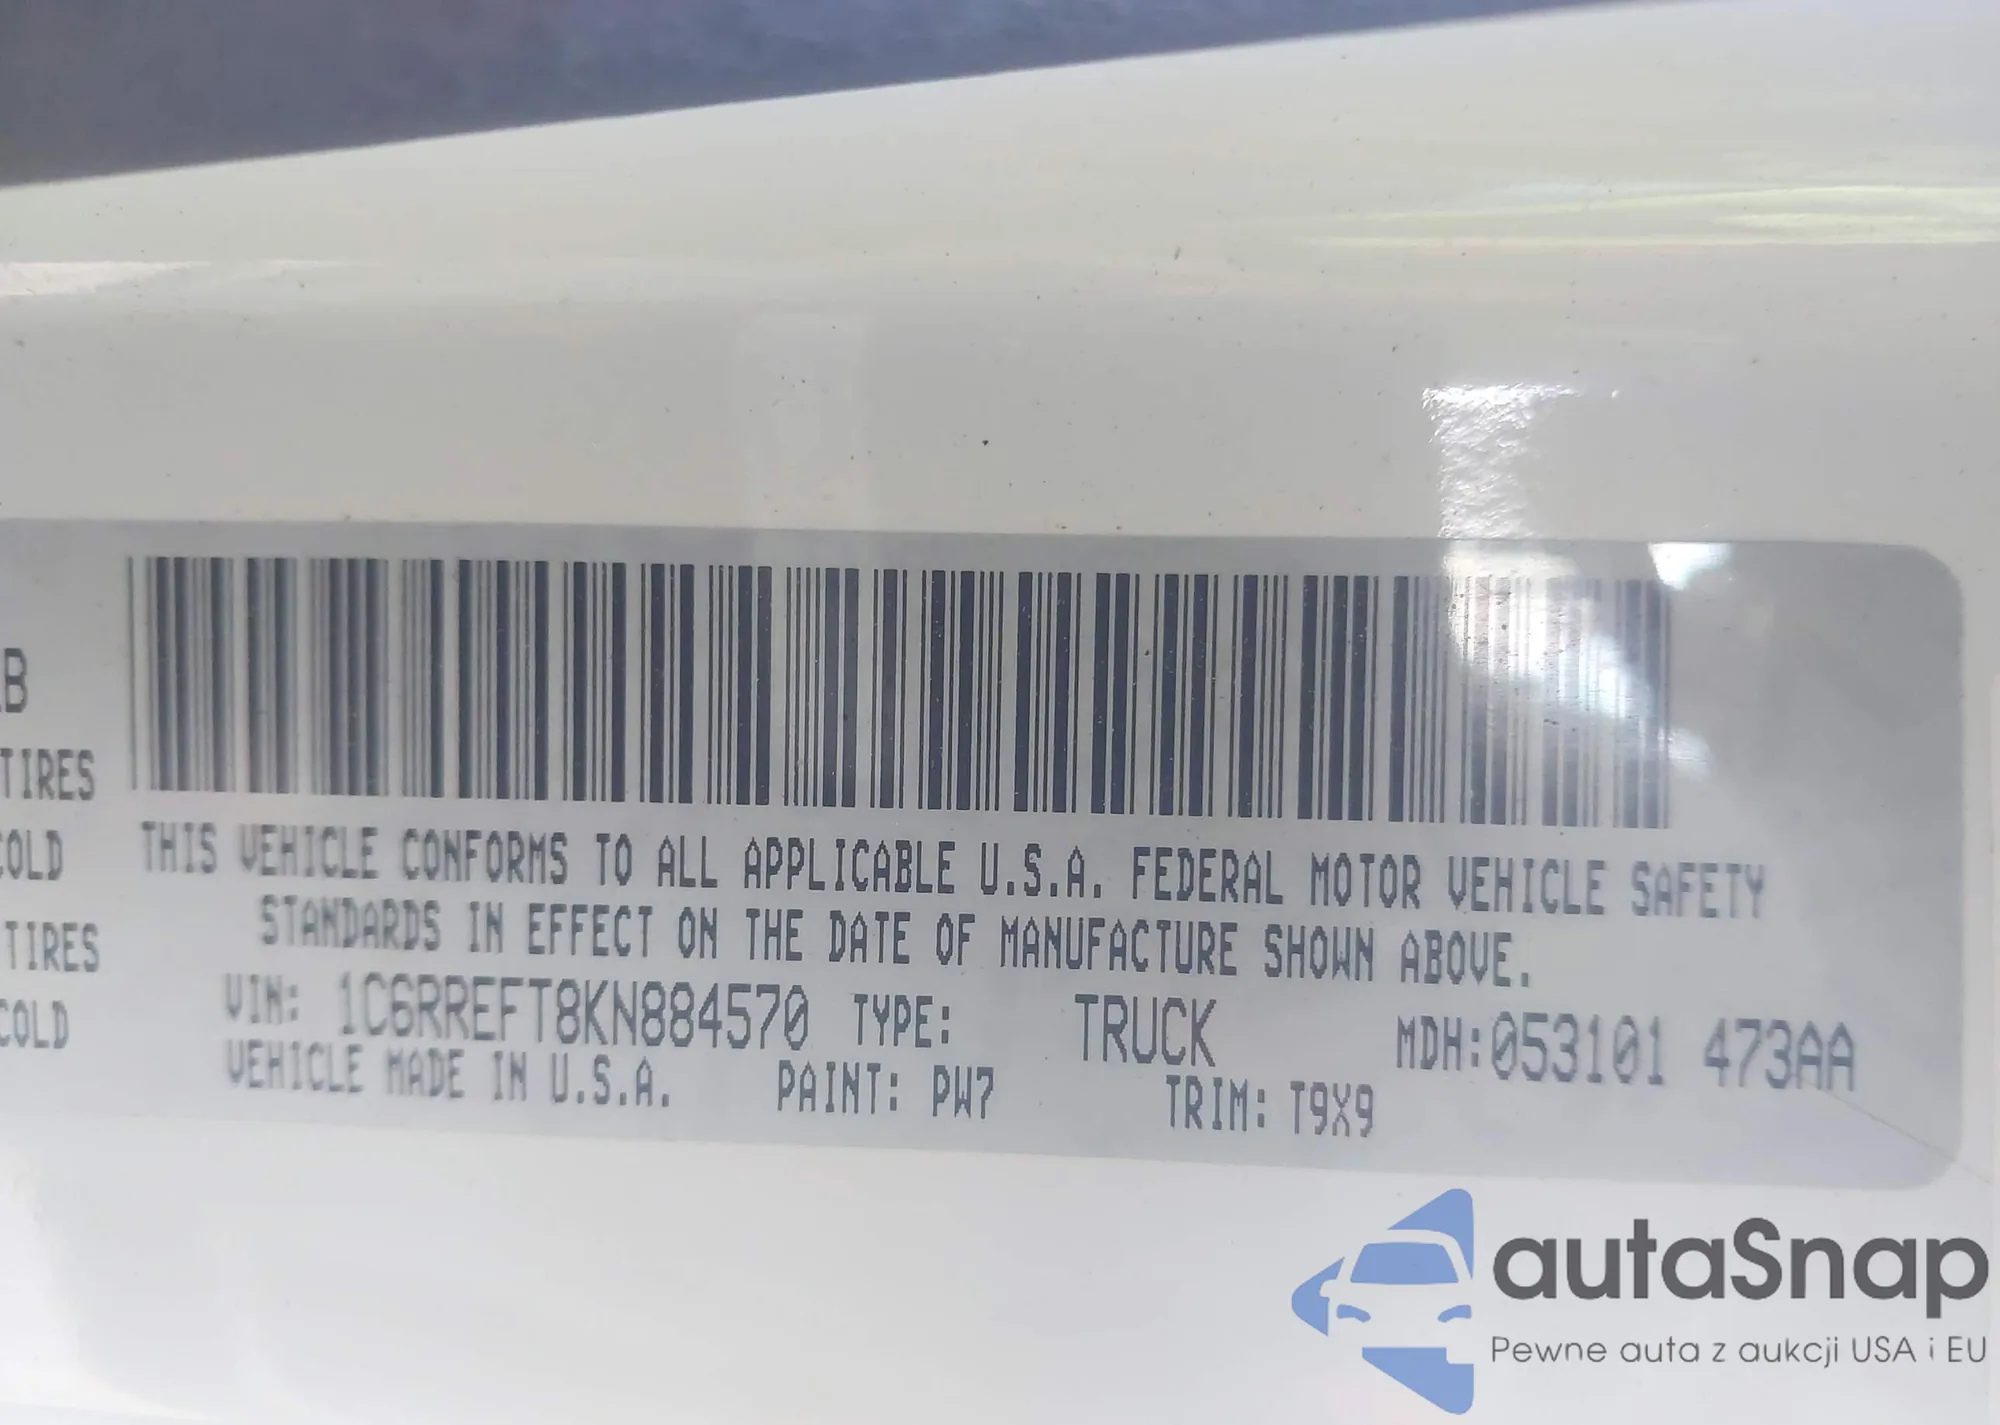 B
TIRES
COLD
TIRES
COLD
THIS VEHICLE CONFORMS TO ALL APPLICABLE U.S.A. FEDERAL MOTOR VEHICLE SAFETY
STANDARDS IN EFFECT ON THE DATE OF MANUFACTURE SHOWN ABOVE.
VIN: 1C6RREFT8KN884570 TYPE: TRUCK MDH:053101 473AA
VEHICLE MADE IN U.S.A. PAINT: PW7 TRIM: T9X9
autaSnap
Pewne auta z aukcji USA i EU